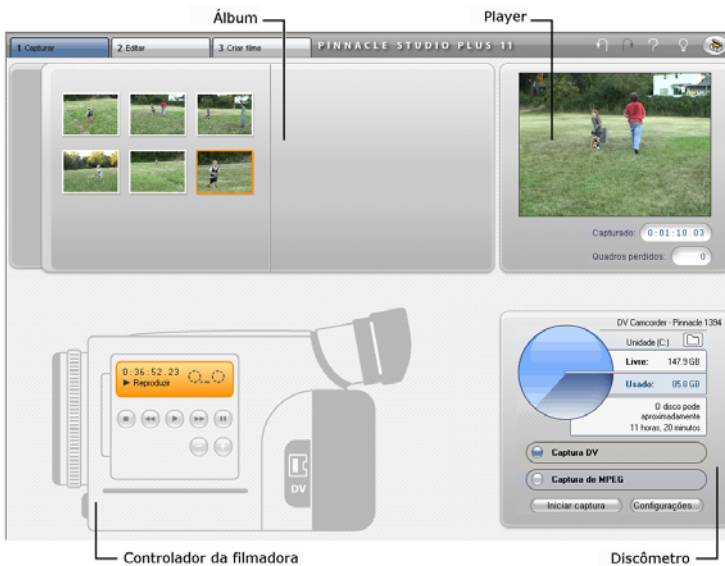 Álbum
Player
1 Capturar
2 Editar
3 Criar filme
PINNACLE STUDIO PLUS 11
Capturado: 0:01:10.03
Quadros perdidos: 0
0:36:52.23
Reproduzir
DV
DV Camcorder - Pinnacle 1394
Unidade (C:)
Livre: 147.9 GB
Usado: 85.8 GB
O disco pode
aproximadamente
11 horas, 20 minutos
Captura DV
Captura de MPEG
Iniciar captura
Configurações...
Controlador da filmadora
Discômetro